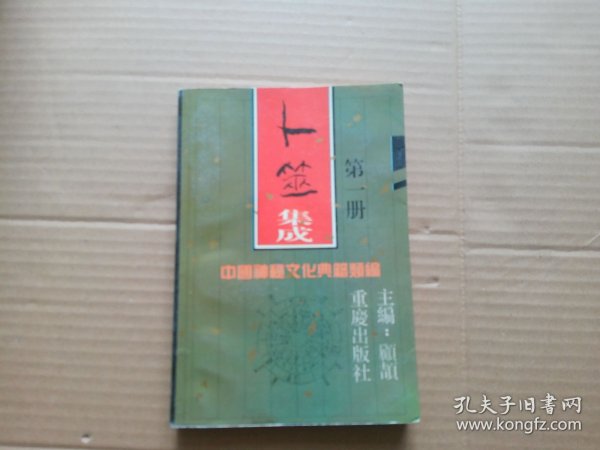 卜筮
集成
第一册
中國神秘文化典籍類編
主編：顧頡
重慶出版社
孔夫子旧书网
www.kongfz.com